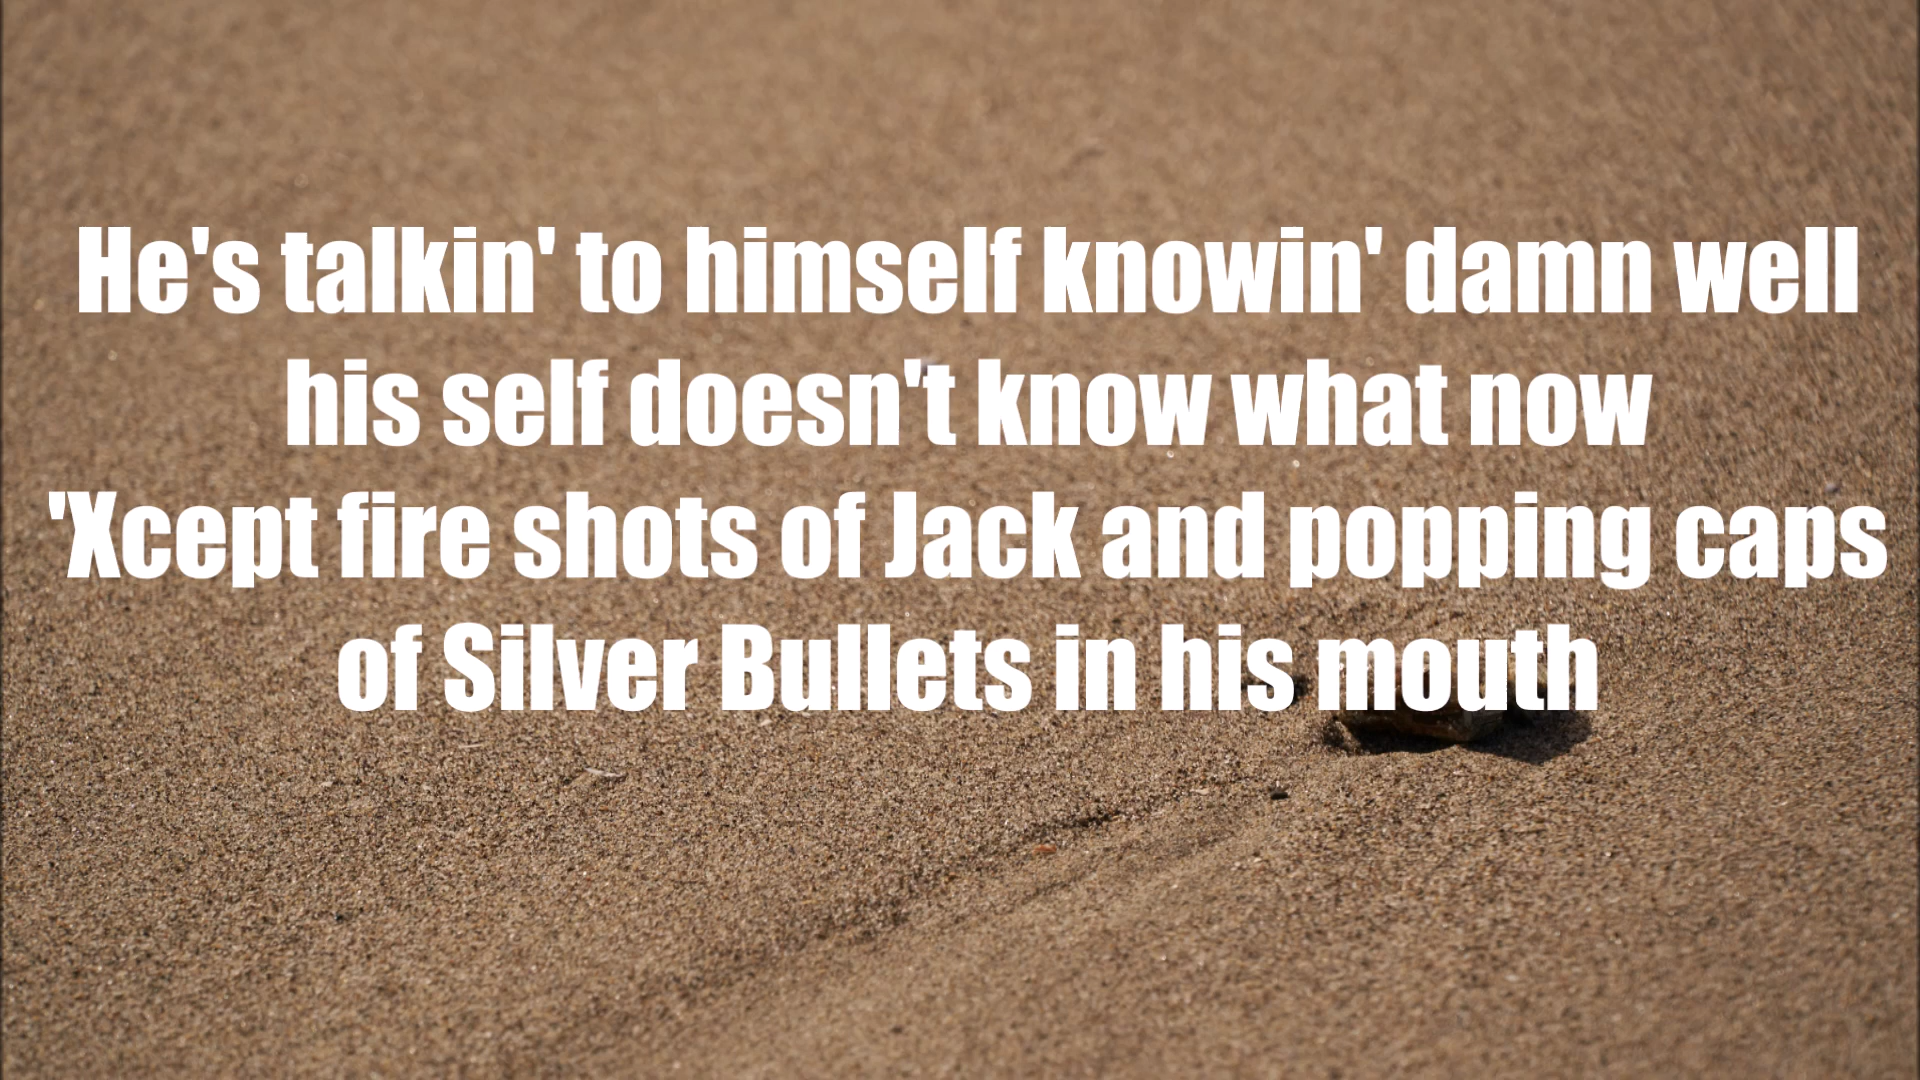 He's talkin' to himself knowin' damn well
his self doesn't know what now
'Xcept fire shots of Jack and popping caps
of Silver Bullets in his mouth